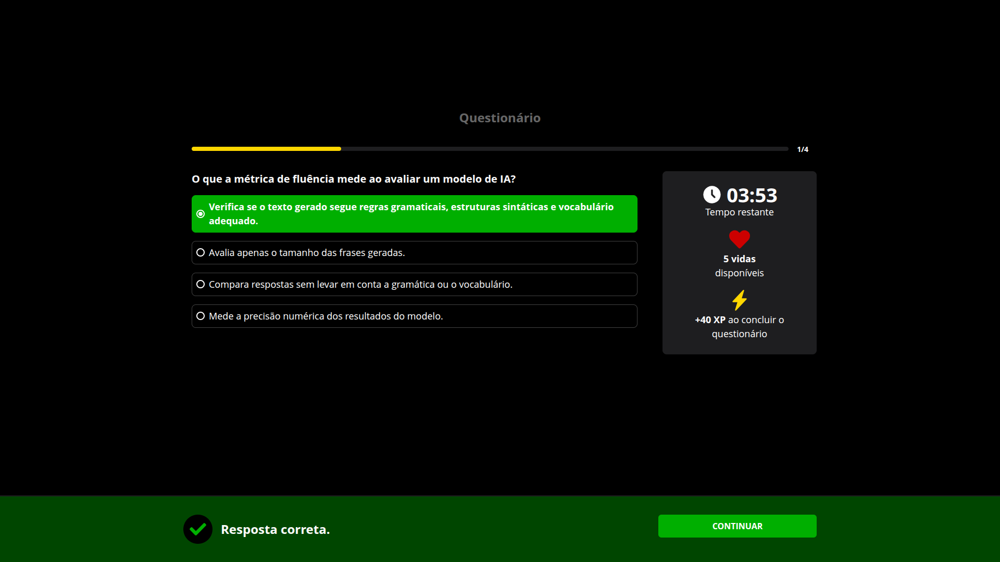 Questionário
1/4
O que a métrica de fluência mede ao avaliar um modelo de IA?
Verifica se o texto gerado segue regras gramaticais, estruturas sintáticas e vocabulário
adequado.
Avalia apenas o tamanho das frases geradas.
Compara respostas sem levar em conta a gramática ou o vocabulário.
Mede a precisão numérica dos resultados do modelo.
03:53
Tempo restante
5 vidas
disponíveis
+40 XP ao concluir o
questionário
Resposta correta.
CONTINUAR